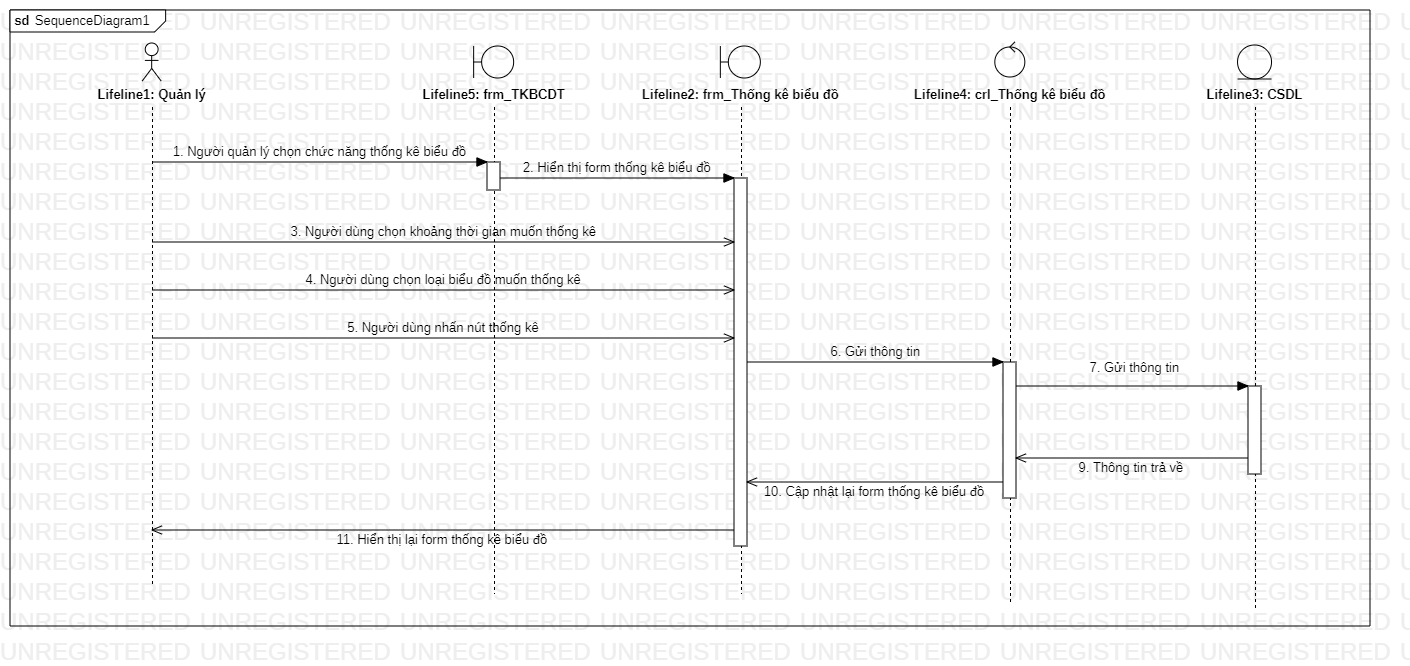 sd SequenceDiagram1
Lifeline1: Quản lý
Lifeline5: frm_TKBCDT
Lifeline2: frm_Thống kê biểu đồ
Lifeline4: crl_Thống kê biểu đồ
Lifeline3: CSDL
1. Người quản lý chọn chức năng thống kê biểu đồ
2. Hiển thị form thống kê biểu đồ
3. Người dùng chọn khoảng thời gian muốn thống kê
4. Người dùng chọn loại biểu đồ muốn thống kê
5. Người dùng nhấn nút thống kê
6. Gửi thông tin
7. Gửi thông tin
9. Thông tin trả về
10. Cập nhật lại form thống kê biểu đồ
11. Hiển thị lại form thống kê biểu đồ
UNREGISTERED